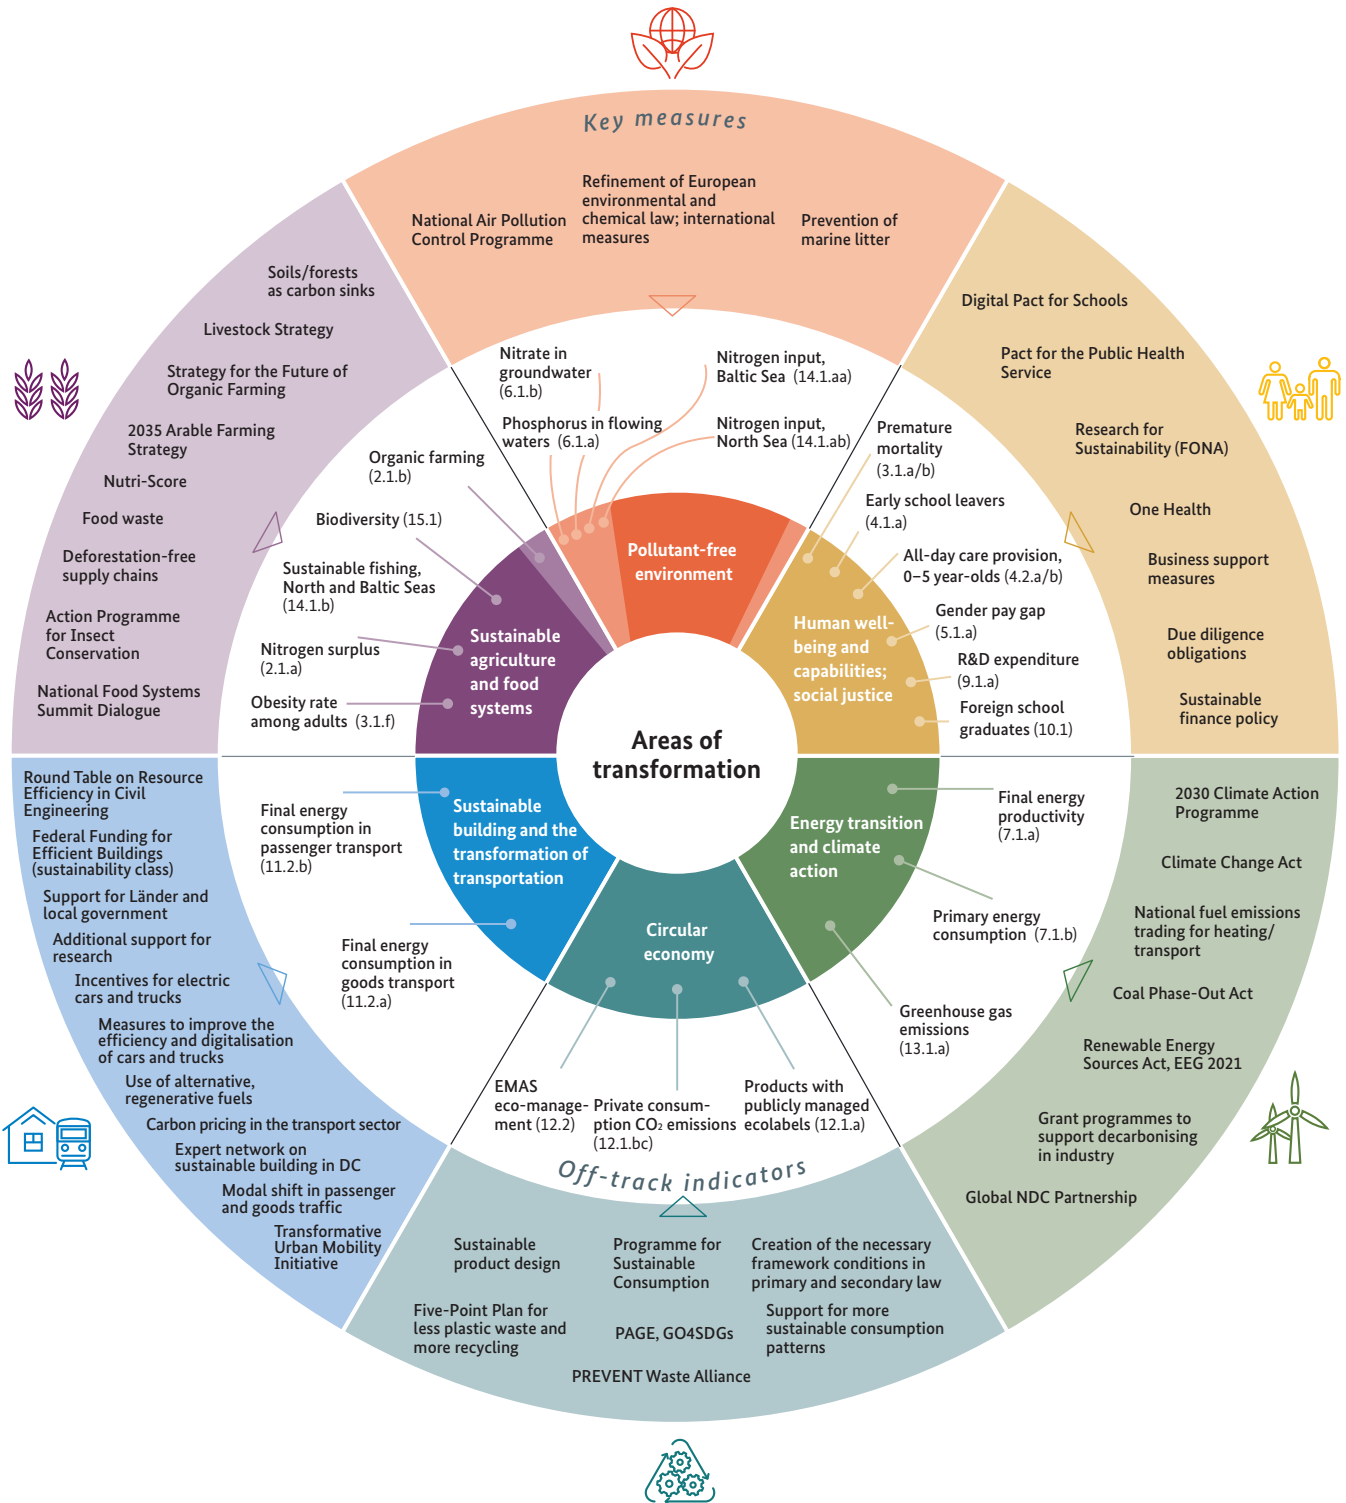 Key measures
National Air Pollution
Control Programme
Refinement of European
environmental and
chemical law; international
measures
Prevention of
marine litter
Soils/forests
as carbon sinks
Livestock Strategy
Strategy for the Future of
Organic Farming
2035 Arable Farming
Strategy
Nutri-Score
Food waste
Deforestation-free
supply chains
Action Programme
for Insect
Conservation
National Food Systems
Summit Dialogue
Digital Pact for Schools
Pact for the Public Health
Service
Research for
Sustainability (FONA)
One Health
Business support
measures
Due diligence
obligations
Sustainable
finance policy
Nitrate in
groundwater
(6.1.b)
Phosphorus in flowing
waters (6.1.a)
Nitrogen input,
Baltic Sea (14.1.aa)
Nitrogen input,
North Sea (14.1.ab)
Organic farming
(2.1.b)
Biodiversity (15.1)
Sustainable fishing,
North and Baltic Seas
(14.1.b)
Nitrogen surplus
(2.1.a)
Obesity rate
among adults (3.1.f)
Premature
mortality
(3.1.a/b)
Early school leavers
(4.1.a)
All-day care provision,
0–5 year-olds (4.2.a/b)
Gender pay gap
(5.1.a)
R&D expenditure
(9.1.a)
Foreign school
graduates (10.1)
Pollutant-free
environment
Sustainable
agriculture
and food
systems
Human well-
being and
capabilities;
social justice
Areas of
transformation
Sustainable
building and the
transformation of
transportation
Energy transition
and climate
action
Circular
economy
Final energy
consumption in
passenger transport
(11.2.b)
Final energy
consumption in
goods transport
(11.2.a)
Final energy
productivity
(7.1.a)
Primary energy
consumption (7.1.b)
Greenhouse gas
emissions
(13.1.a)
EMAS
eco-manage-
ment (12.2)
Private consum-
ption CO₂ emissions
(12.1.bc)
Products with
publicly managed
ecolabels (12.1.a)
Off-track indicators
Round Table on Resource
Efficiency in Civil
Engineering
Federal Funding for
Efficient Buildings
(sustainability class)
Support for Länder and
local government
Additional support for
research
Incentives for electric
cars and trucks
Measures to improve the
efficiency and digitalisation
of cars and trucks
Use of alternative,
regenerative fuels
Carbon pricing in the transport sector
Expert network on
sustainable building in DC
Modal shift in passenger
and goods traffic
Transformative
Urban Mobility
Initiative
2030 Climate Action
Programme
Climate Change Act
National fuel emissions
trading for heating/
transport
Coal Phase-Out Act
Renewable Energy
Sources Act, EEG 2021
Grant programmes to
support decarbonising
in industry
Global NDC Partnership
Sustainable
product design
Programme for
Sustainable
Consumption
Creation of the necessary
framework conditions in
primary and secondary law
Five-Point Plan for
less plastic waste and
more recycling
PAGE, GO4SDGs
Support for more
sustainable consumption
patterns
PREVENT Waste Alliance